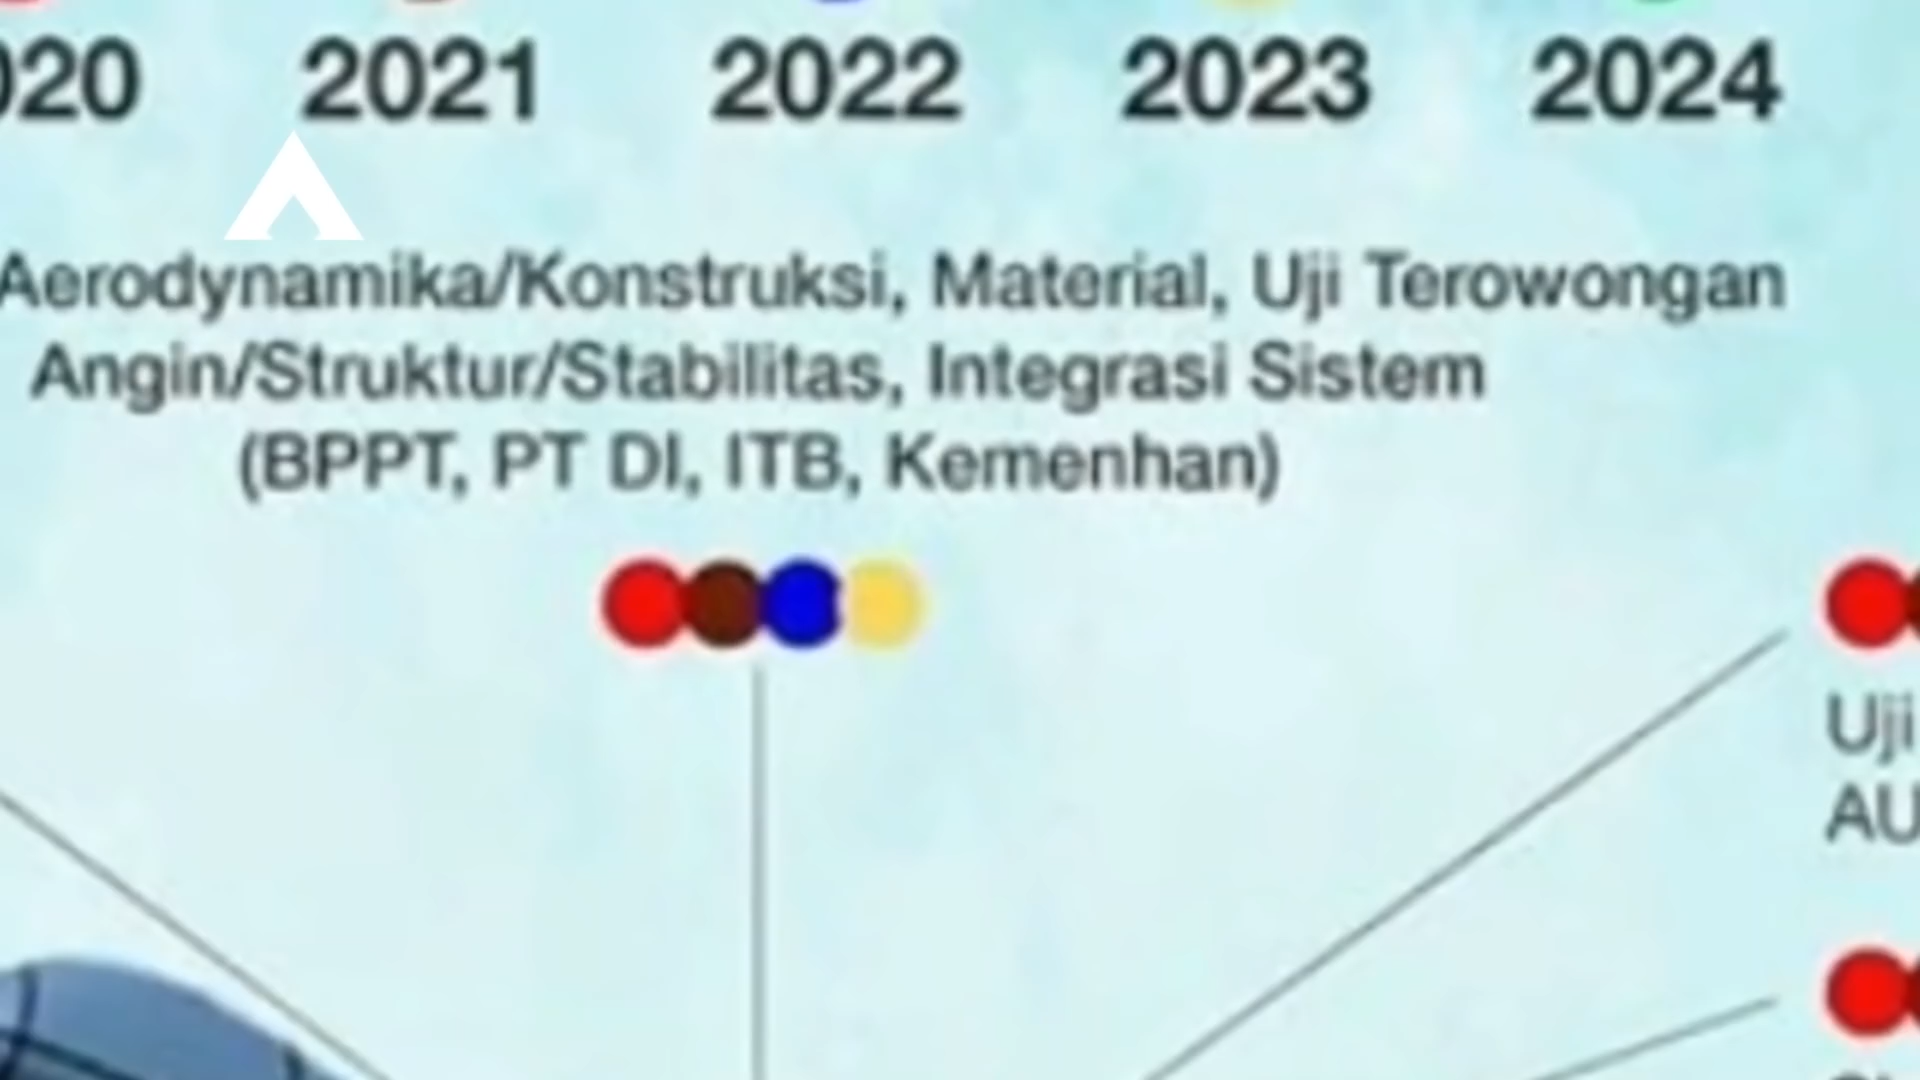 020 2021 2022 2023 2024
Aerodynamika/Konstruksi, Material, Uji Terowongan
Angin/Struktur/Stabilitas, Integrasi Sistem
(BPPT, PT DI, ITB, Kemenhan)
Uji
AU